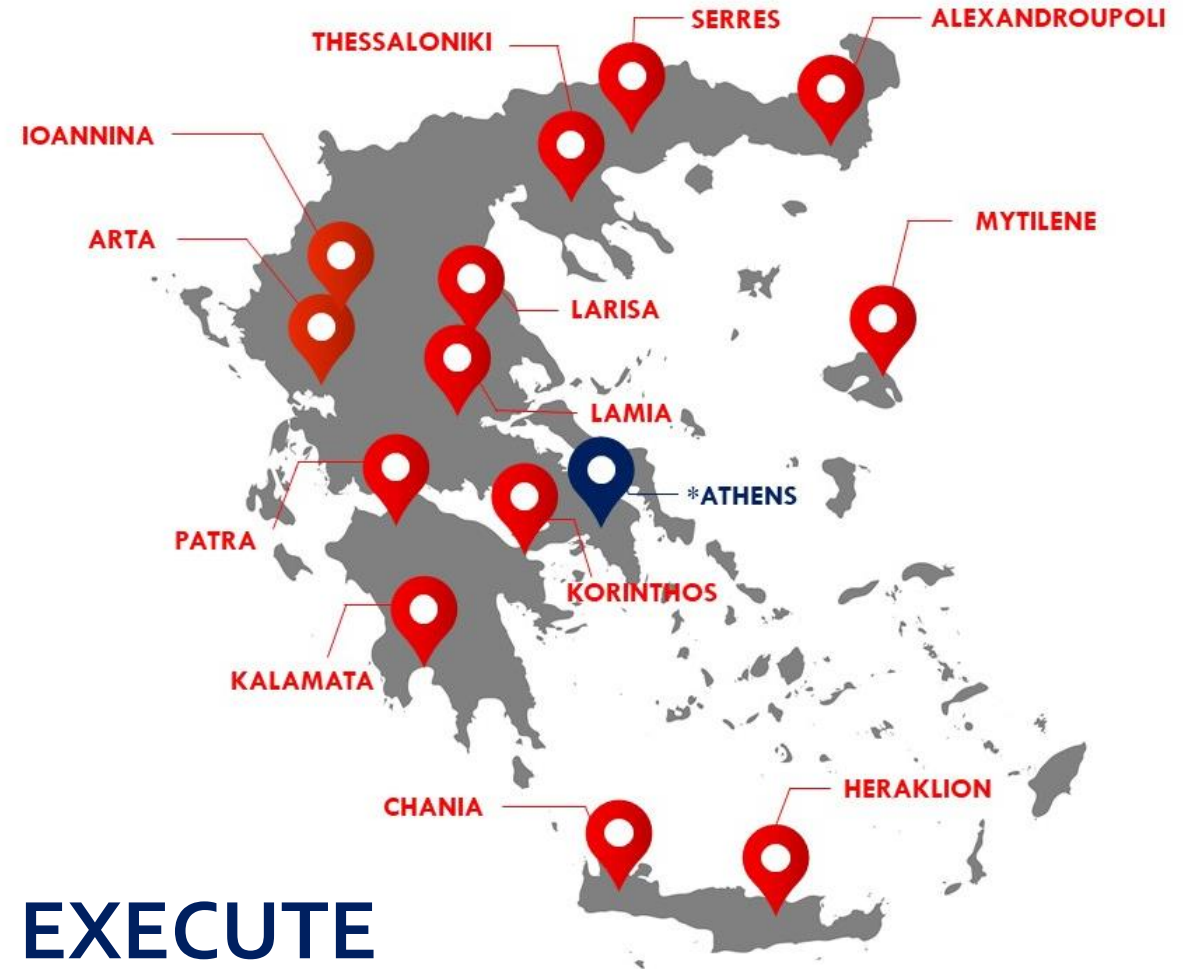 SERRES
ALEXANDROUPOLI
THESSALONIKI
IOANNINA
MYTILENE
ARTA
LARISA
LAMIA
*ATHENS
PATRA
KORINTHOS
KALAMATA
HERAKLION
CHANIA
EXECUTE